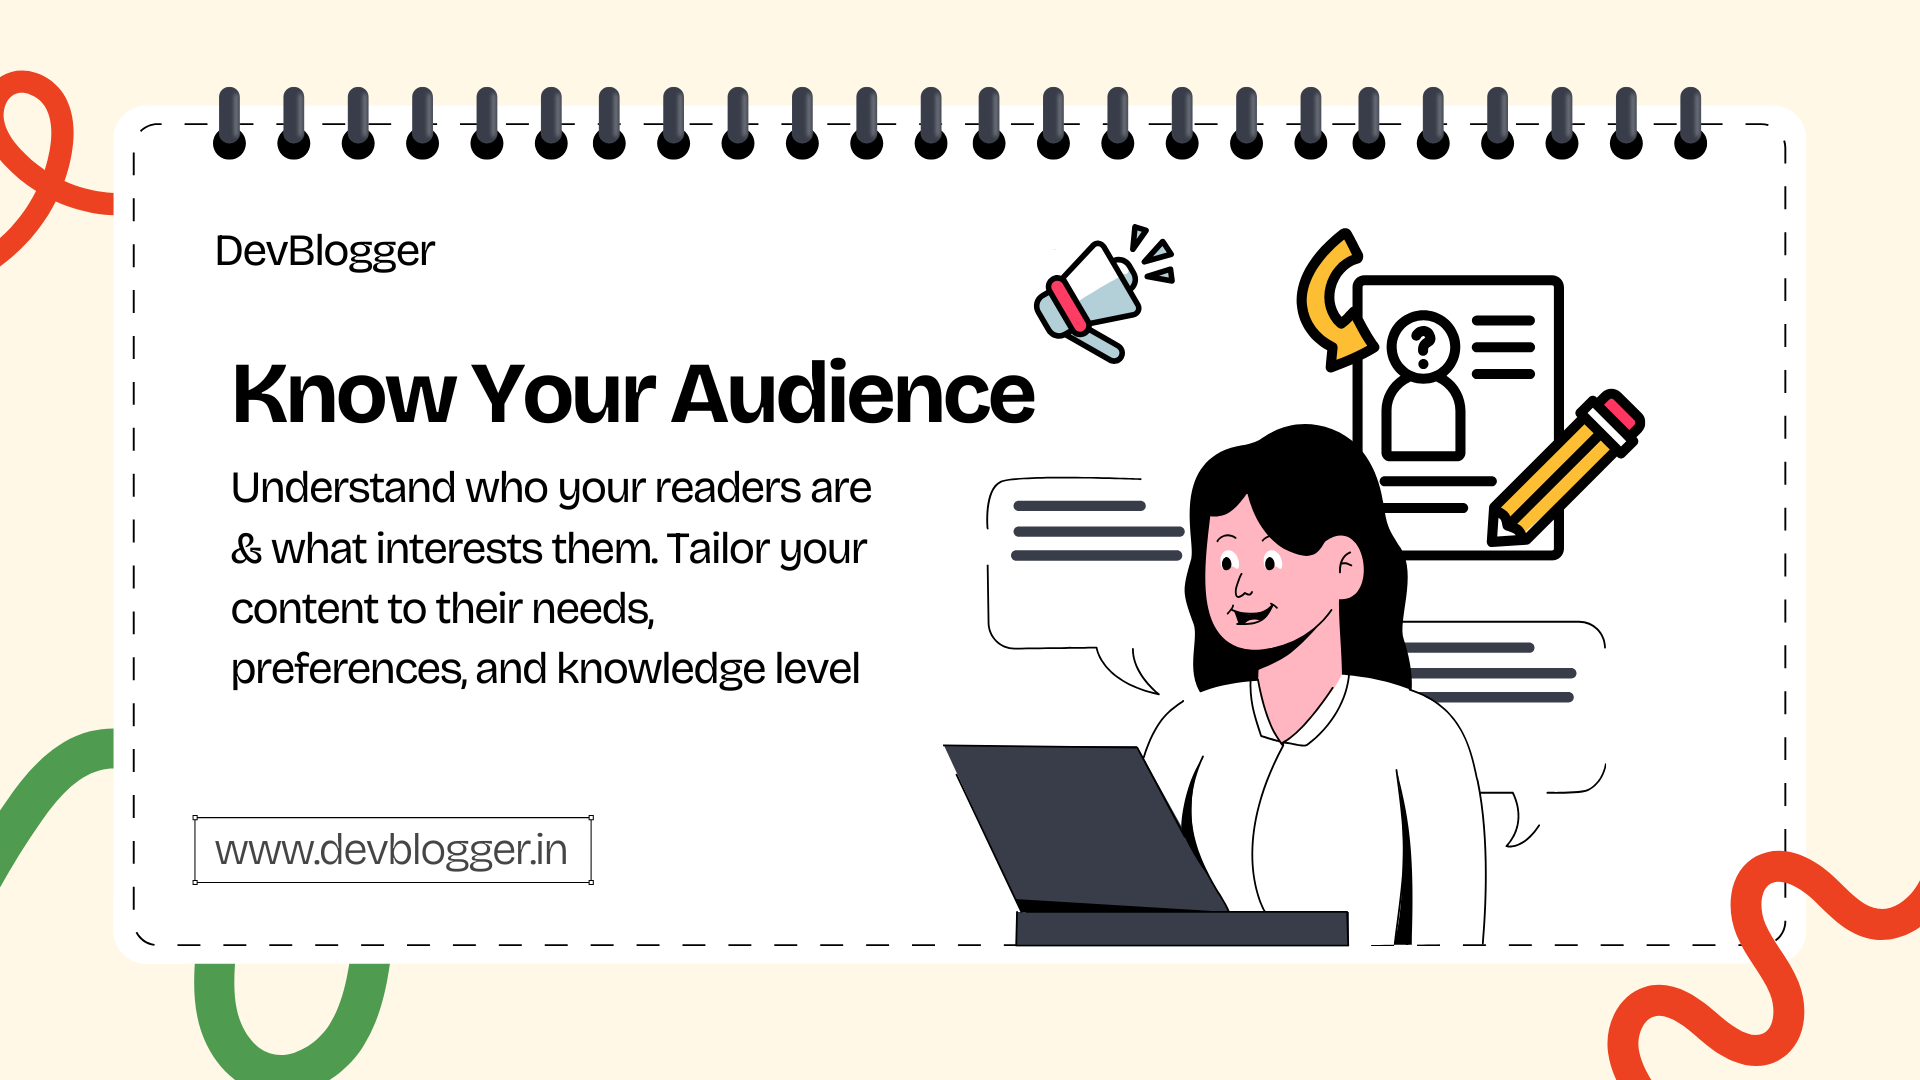 DevBlogger
Know Your Audience
Understand who your readers are
& what interests them. Tailor your
content to their needs,
preferences, and knowledge level
www.devblogger.in
?